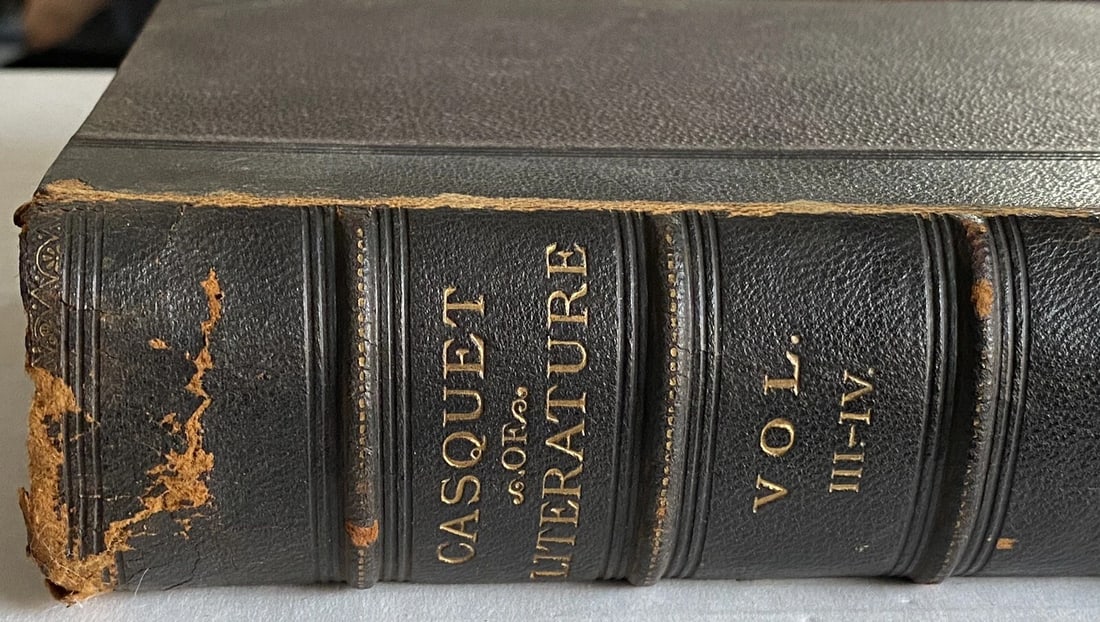 CASQUET
OF
LITERATURE
VOL.
III-IV.